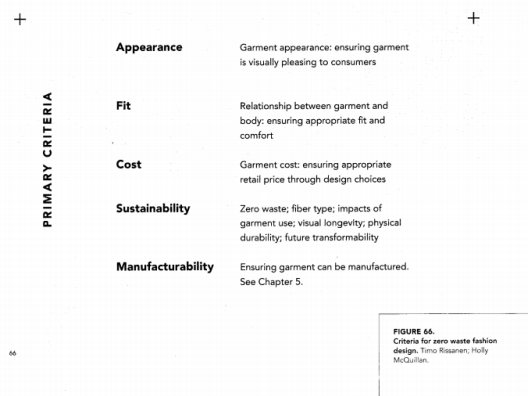 PRIMARY CRITERIA
Appearance
Garment appearance: ensuring garment
is visually pleasing to consumers
Fit
Relationship between garment and
body: ensuring appropriate fit and
comfort
Cost
Garment cost: ensuring appropriate
retail price through design choices
Sustainability
Zero waste; fiber type; impacts of
garment use; visual longevity; physical
durability; future transformability
Manufacturability
Ensuring garment can be manufactured.
See Chapter 5.
FIGURE 66.
Criteria for zero waste fashion
design. Timo Rissanen; Holly
McQuillan.
66